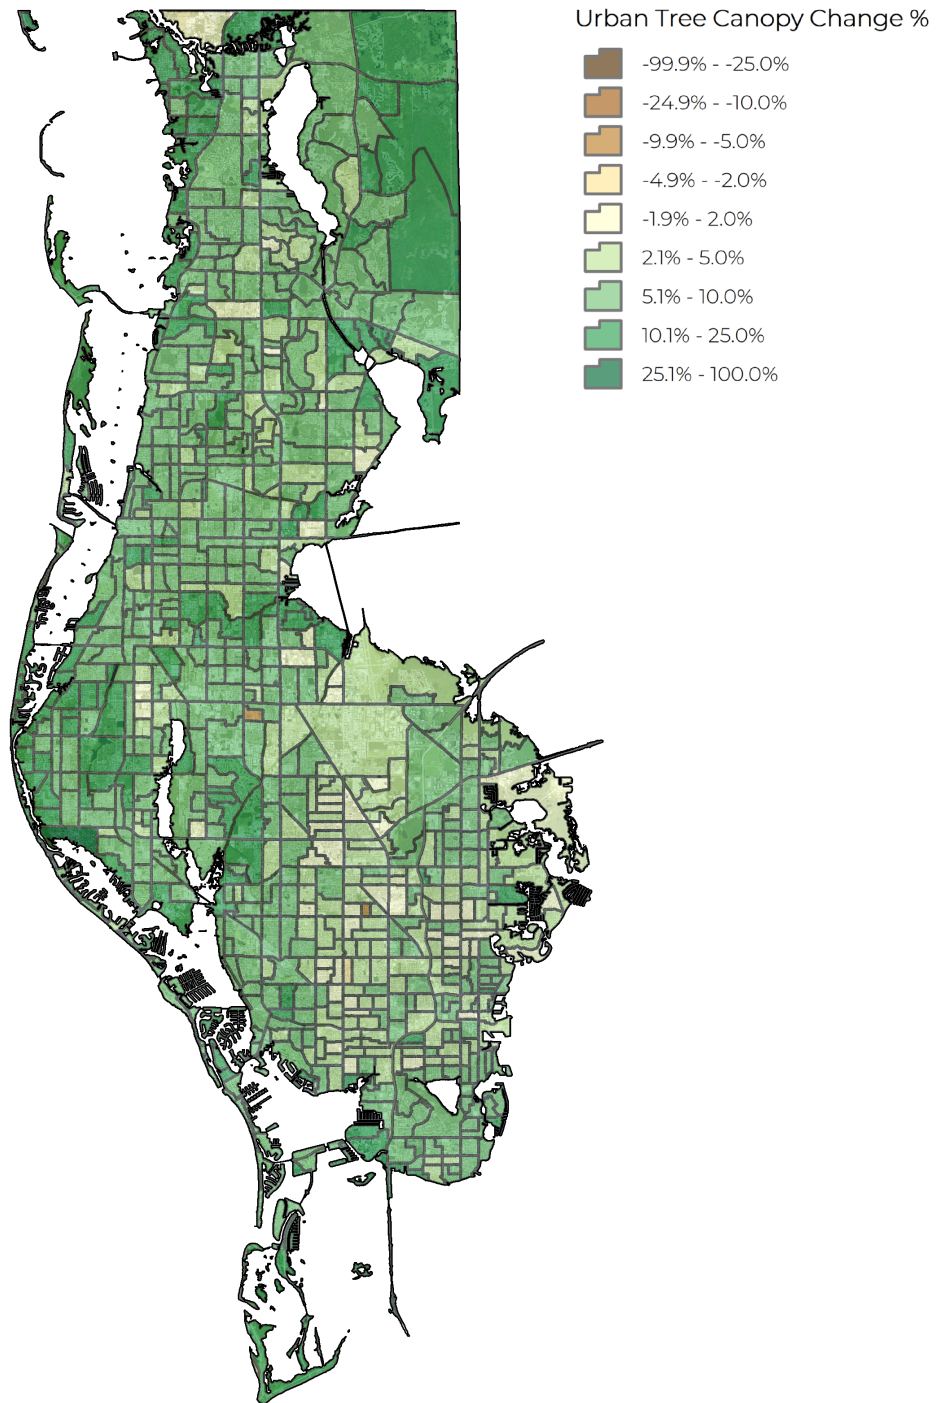 Urban Tree Canopy Change %
-99.9% - -25.0%
-24.9% - -10.0%
-9.9% - -5.0%
-4.9% - -2.0%
-1.9% - 2.0%
2.1% - 5.0%
5.1% - 10.0%
10.1% - 25.0%
25.1% - 100.0%